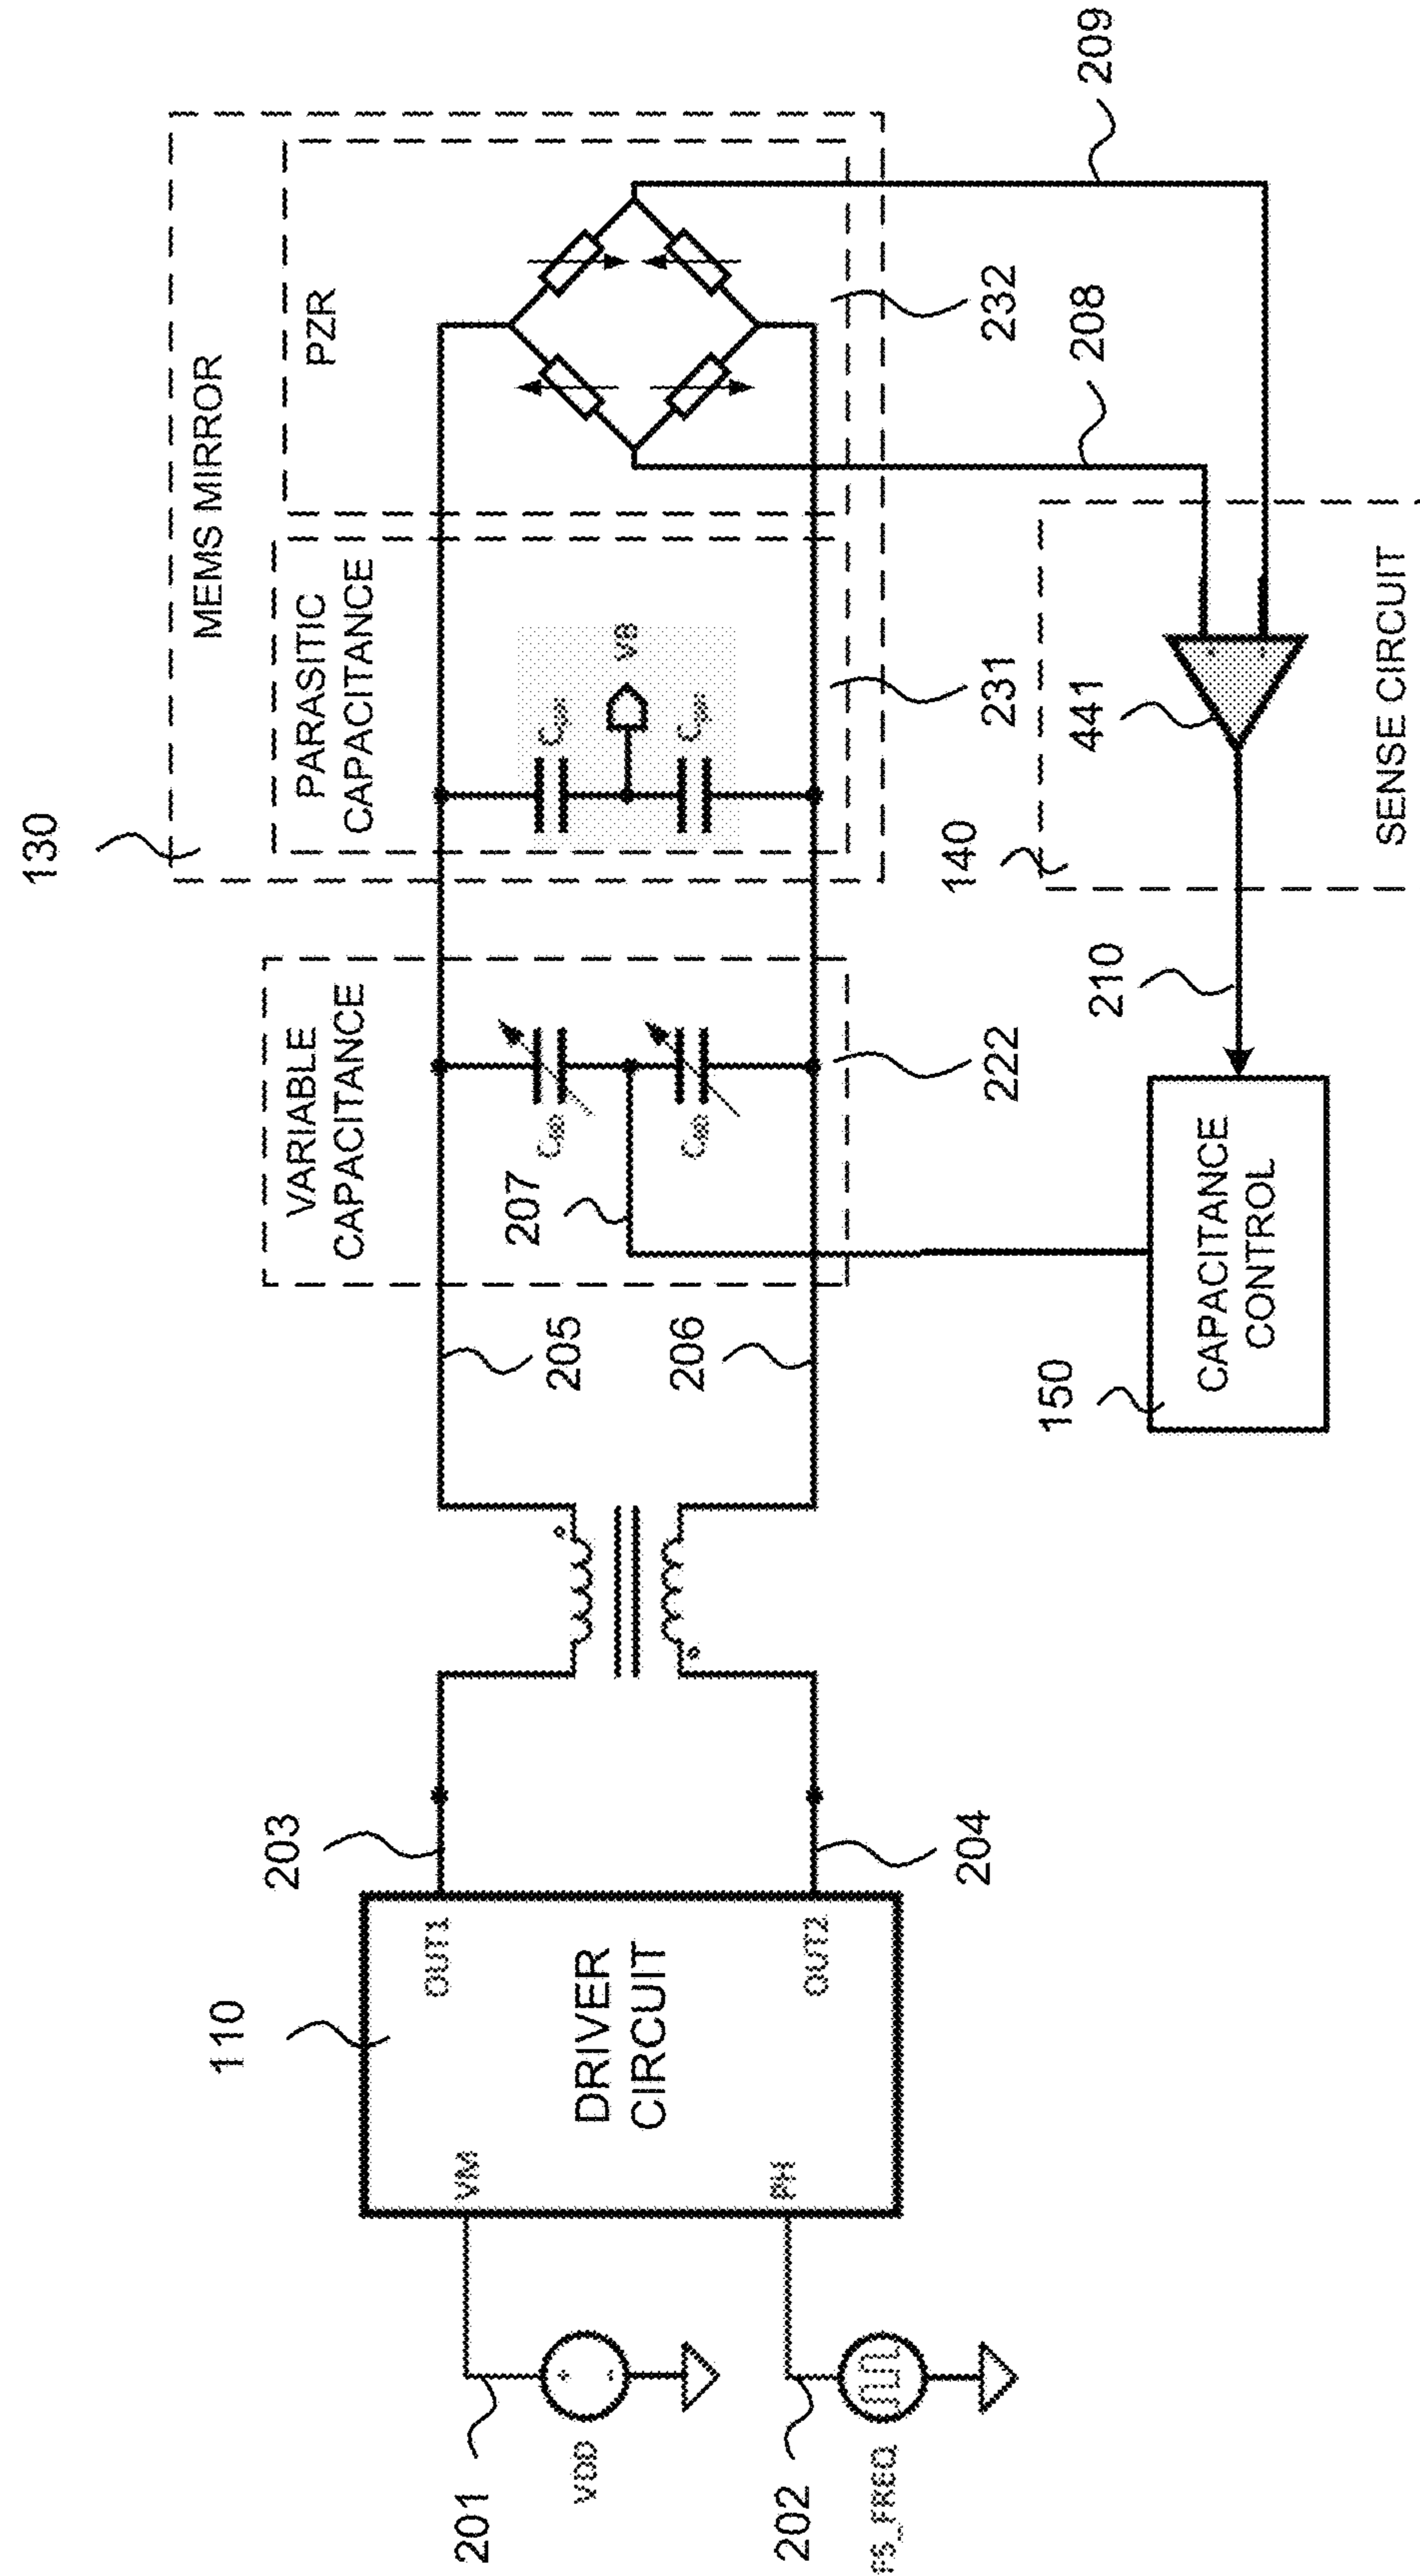 130
MEMS MIRROR
PARASITIC
CAPACITANCE
PZR
VB
231
232
208
209
VARIABLE
CAPACITANCE
207
222
205
206
203
204
110
OUT1
OUT2
VM
PH
DRIVER
CIRCUIT
201
VDD
202
FS_FREQ
150
CAPACITANCE
CONTROL
210
140
441
SENSE CIRCUIT